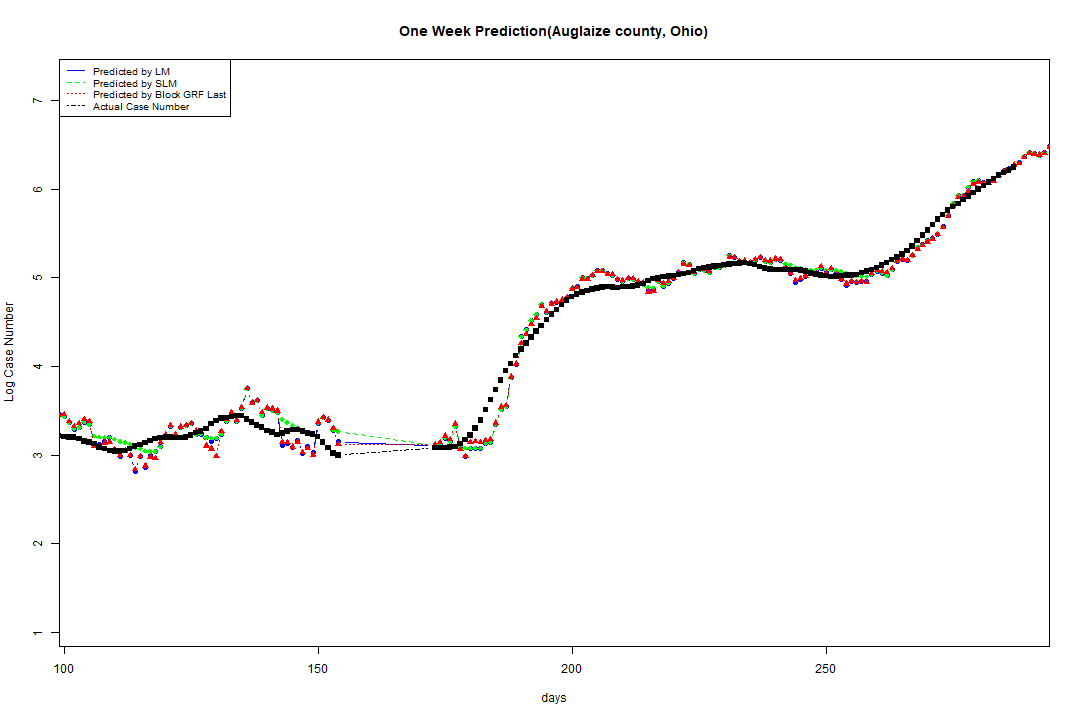 One Week Prediction(Auglaize county, Ohio)
Predicted by LM
Predicted by SLM
Predicted by Block GRF Last
Actual Case Number
Log Case Number
7
6
5
4
3
2
1
100 150 200 250
days